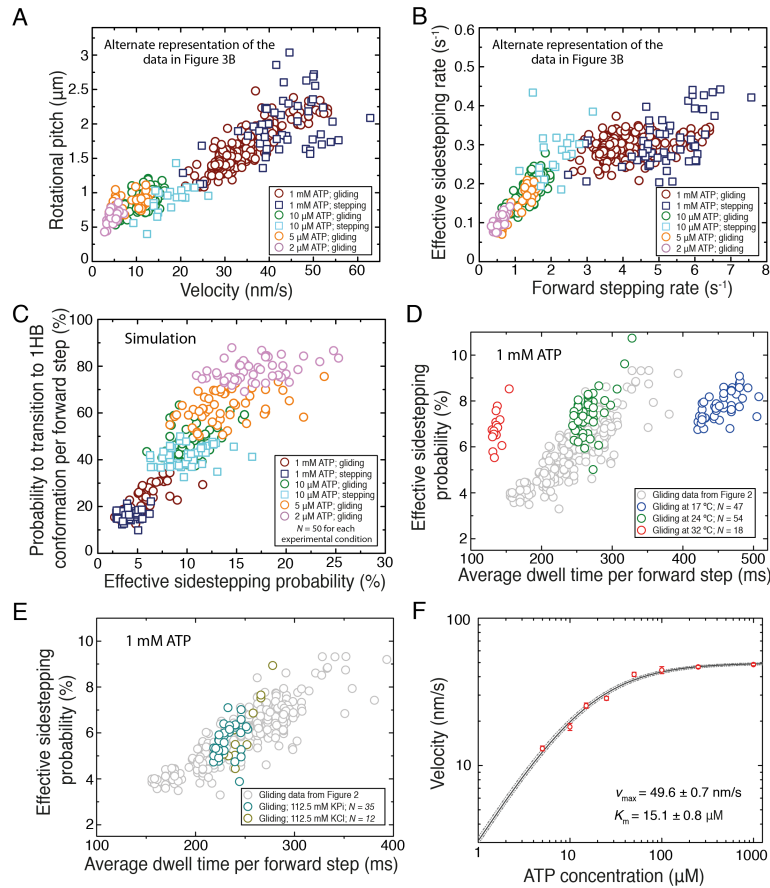 A
Alternate representation of the
data in Figure 3B
Rotational pitch (µm)
3.5
3
2.5
2
1.5
1
5
0
0 10 20 30 40 50 60
Velocity (nm/s)
1 mM ATP; gliding
1 mM ATP; stepping
10 µM ATP; gliding
10 µM ATP; stepping
5 µM ATP; gliding
2 µM ATP; gliding
B
Alternate representation of the
data in Figure 3B
Effective sidestepping rate (s-1)
0.6
0.5
0.4
0.3
0.2
0.1
0 1 2 3 4 5 6 7 8
Forward stepping rate (s-1)
1 mM ATP; gliding
1 mM ATP; stepping
10 µM ATP; gliding
10 µM ATP; stepping
5 µM ATP; gliding
2 µM ATP; gliding
C
Simulation
Probability to transition to 1HB
conformation per forward step (%)
100
80
60
40
20
0
0 5 10 15 20 25 30
Effective sidestepping probability (%)
1 mM ATP; gliding
1 mM ATP; stepping
10 µM ATP; gliding
10 µM ATP; stepping
5 µM ATP; gliding
2 µM ATP; gliding
N = 50 for each
experimental condition
D
1 mM ATP
Effective sidestepping
probability (%)
10
8
6
4
2
100 200 300 400 500
Average dwell time per forward step (ms)
Gliding data from Figure 2
Gliding at 17 ºC; N = 47
Gliding at 24 ºC; N = 54
Gliding at 32 ºC; N = 18
E
1 mM ATP
Effective sidestepping
probability (%)
10
8
6
4
2
100 200 300 400
Average dwell time per forward step (ms)
Gliding data from Figure 2
Gliding; 112.5 mM KPi; N = 35
Gliding; 112.5 mM KCl; N = 12
F
Velocity (nm/s)
100
10
1 10 100 1000
ATP concentration (µM)
vmax = 49.6 ± 0.7 nm/s
Km = 15.1 ± 0.8 µM